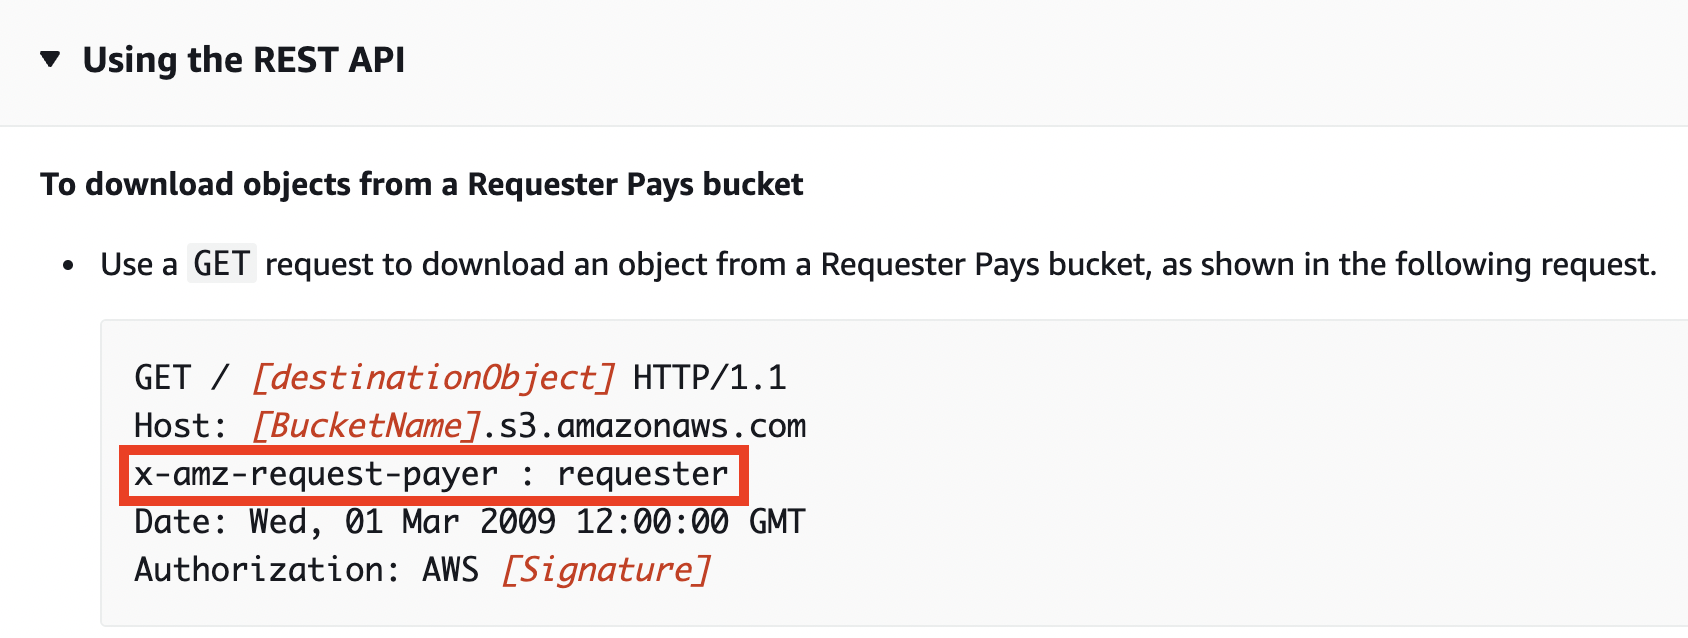 Using the REST API
To download objects from a Requester Pays bucket
Use a GET request to download an object from a Requester Pays bucket, as shown in the following request.
GET / [destinationObject] HTTP/1.1
Host: [BucketName].s3.amazonaws.com
x-amz-request-payer : requester
Date: Wed, 01 Mar 2009 12:00:00 GMT
Authorization: AWS [Signature]